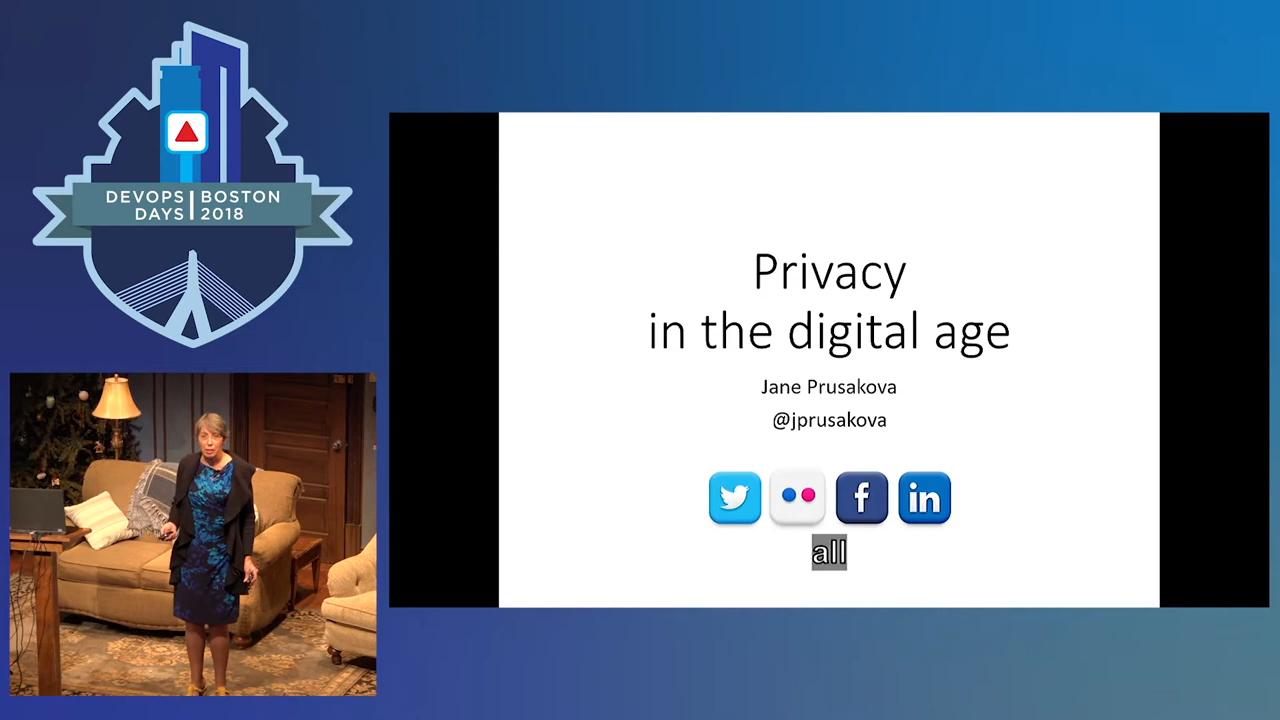 DEVOPS BOSTON
DAYS 2018
Privacy
in the digital age
Jane Prusakova
@jprusakova
f
in
all